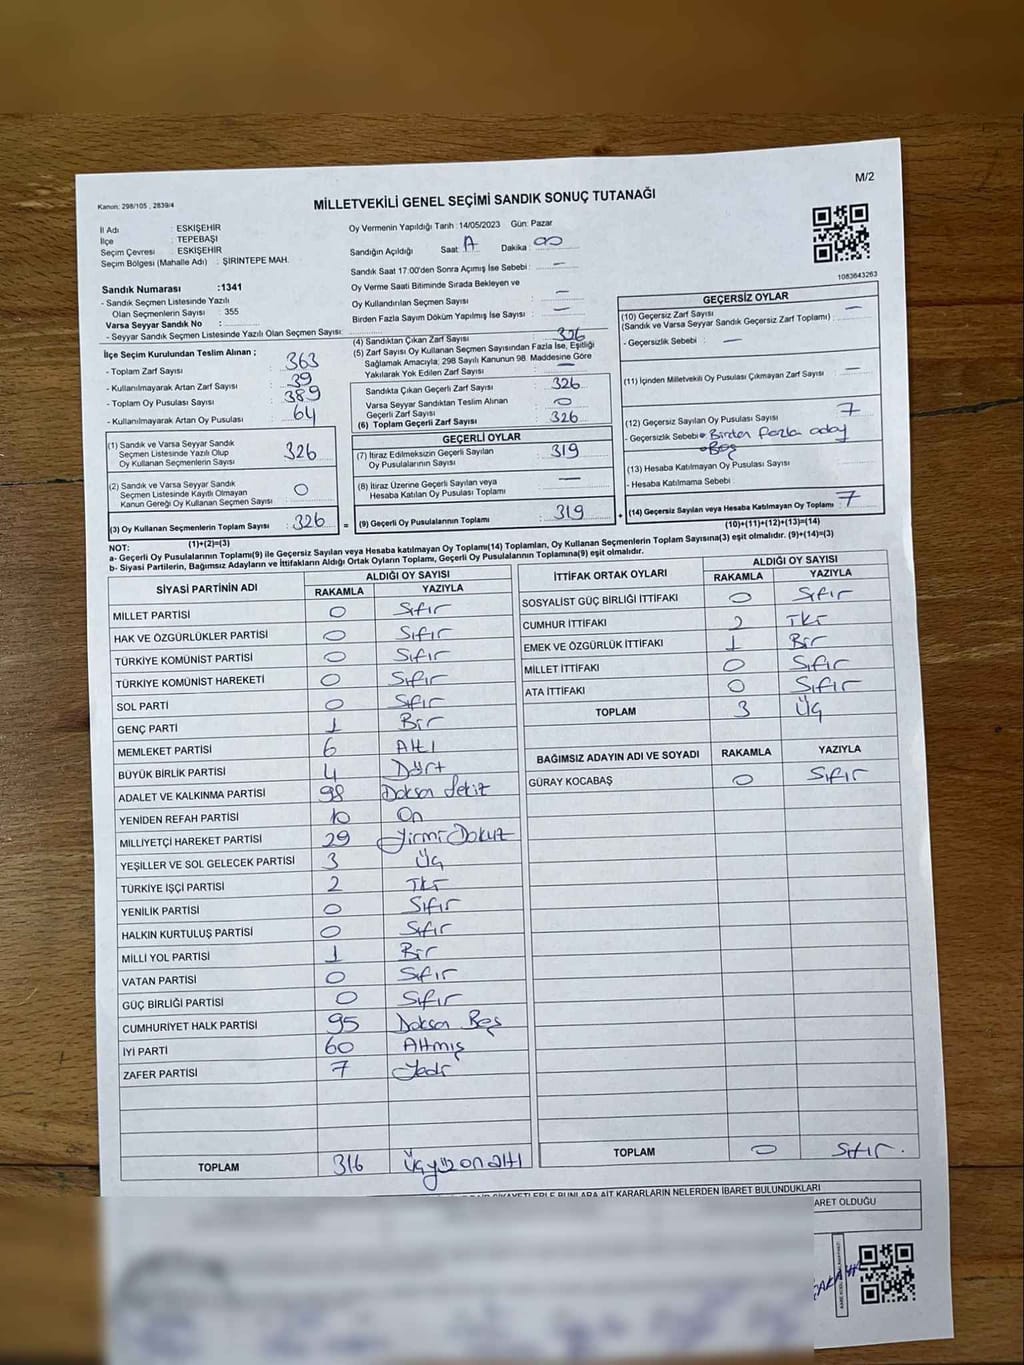 M/2
Kanon: 298/105 , 2839/4
MİLLETVEKİLİ GENEL SEÇİMİ SANDIK SONUÇ TUTANAĞI
İl Adı : ESKİŞEHİR
İlçe : TEPEBAŞI
Seçim Çevresi : ESKİŞEHİR
Seçim Bölgesi (Mahalle Adı) : ŞİRİNTEPE MAH.
Sandık Numarası :1341
- Sandık Seçmen Listesinde Yazılı
Olan Seçmenlerin Sayısı : 355
Varsa Seyyar Sandık No :
- Seyyar Sandık Listesinde Yazılı Olan Seçmen Sayısı:
Oy Vermenin Yapıldığı Tarih :14/05/2023 Gün: Pazar
Sandığın Açıldığı Saat: Dakika :
Sandık Saat 17.00'den Sonra Açımış İse Sebebi : —
Oy Verme Saati Bitiminde Sırada Bekleyen ve
Oy Kullandırılan Seçmen Sayısı : —
Birden Fazla Sayım Döküm Yapılmış İse Sayısı : —
1083643263
İlçe Seçim Kurulundan Teslim Alınan ;
- Toplam Zarf Sayısı : 363
- Kullanılmayarak Artan Zarf Sayısı : 39
- Toplam Oy Pusulası Sayısı : 389
- Kullanılmayarak Artan Oy Pusulası : 64
(4) Sandıktan Çıkan Zarf Sayısı : 326
(5) Zarf Sayısı Oy Kullanan Seçmen Sayısından Fazla İse, Eşitliği
Sağlamak Amacıyla; 298 Sayılı Kanunun 98. Maddesine Göre
Yakılarak Yok Edilen Zarf Sayısı : —
Sandıkta Çıkan Geçerli Zarf Sayısı : 326
Varsa Seyyar Sandıktan Teslim Alınan
Geçerli Zarf Sayısı : 0
(6) Toplam Geçerli Zarf Sayısı : 326
GEÇERSİZ OYLAR
(10) Geçersiz Zarf Sayısı
(Sandık ve Varsa Seyyar Sandık Geçersiz Zarf Toplamı) : —
- Geçersizlik Sebebi : —
(11) İçinden Milletvekili Oy Pusulası Çıkmayan Zarf Sayısı : —
(12) Geçersiz Sayılan Oy Pusulası Sayısı : 7
- Geçersizlik Sebebi • Birden fazla aday
• Boş
(13) Hesaba Katılmayan Oy Pusulası Sayısı :
- Hesaba Katılmama Sebebi :
(14) Geçersiz Sayılan veya Hesaba Katılmayan Oy Toplamı : 7
(10)+(11)+(12)+(13)=(14)
(1) Sandık ve Varsa Seyyar Sandık
Seçmen Listesinde Yazılı Olup
Oy Kullanan Seçmenlerin Sayısı : 326
(2) Sandık ve Varsa Seyyar Sandık
Seçmen Listesinde Kayıtlı Olmayan
Kanun Gereği Oy Kullanan Seçmen Sayısı : 0
(3) Oy Kullanan Seçmenlerin Toplam Sayısı : 326
(1)+(2)=(3)
GEÇERLİ OYLAR
(7) İtiraz Edilmeksizin Geçerli Sayılan
Oy Pusulalarının Sayısı : 319
(8) İtiraz Üzerine Geçerli Sayılan veya
Hesaba Katılan Oy Pusulası Toplamı : —
= (9) Geçerli Oy Pusulalarının Toplamı : 319 +
NOT:
a- Geçerli Oy Pusulasının Toplamı(9) ile Geçersiz Sayılan veya Hesaba katılmayan Oy Toplamı(14) Toplamları, Oy Kullanan Seçmenlerin Toplam Sayısına(3) eşit olmalıdır. (9)+(14)=(3)
b- Siyasi Partilerin, Bağımsız Adayların ve İttifakların Aldığı Ortak Oyların Toplamı, Geçerli Oy Pusulasının Toplamına(9) eşit olmalıdır.
SİYASİ PARTİNİN ADI ALDIĞI OY SAYISI
RAKAMLA YAZIYLA
MİLLET PARTİSİ 0 Sıfır
HAK VE ÖZGÜRLÜKLER PARTİSİ 0 Sıfır
TÜRKİYE KOMÜNİST PARTİSİ 0 Sıfır
TÜRKİYE KOMÜNİST HAREKETİ 0 Sıfır
SOL PARTİ 0 Sıfır
GENÇ PARTİ 1 Bir
MEMLEKET PARTİSİ 6 Altı
BÜYÜK BİRLİK PARTİSİ 4 Dört
ADALET VE KALKINMA PARTİSİ 98 Doksan Sekiz
YENİDEN REFAH PARTİSİ 10 On
MİLLİYETÇİ HAREKET PARTİSİ 29 Yirmi Dokuz
YEŞİLLER VE SOL GELECEK PARTİSİ 3 Üç
TÜRKİYE İŞÇİ PARTİSİ 2 İki
YENİLİK PARTİSİ 0 Sıfır
HALKIN KURTULUŞ PARTİSİ 0 Sıfır
MİLLİ YOL PARTİSİ 1 Bir
VATAN PARTİSİ 0 Sıfır
GÜÇ BİRLİĞİ PARTİSİ 0 Sıfır
CUMHURİYET HALK PARTİSİ 95 Doksan Beş
İYİ PARTİ 60 Altmış
ZAFER PARTİSİ 7 Yedi
TOPLAM 316 Üçyüzonaltı
İTTİFAK ORTAK OYLARI ALDIĞI OY SAYISI
RAKAMLA YAZIYLA
SOSYALİST GÜÇ BİRLİĞİ İTTİFAKI 0 Sıfır
CUMHUR İTTİFAKI 2 İki
EMEK VE ÖZGÜRLÜK İTTİFAKI 1 Bir
MİLLET İTTİFAKI 0 Sıfır
ATA İTTİFAKI 0 Sıfır
TOPLAM 3 Üç
BAĞIMSIZ ADAYIN ADI VE SOYADI RAKAMLA YAZIYLA
GÜRAY KOCABAŞ 0 Sıfır
TOPLAM 0 Sıfır.
ŞİKAYETLERLE BUNLARA AİT KARARLARIN NELERDEN İBARET BULUNDUKLARI
ARET OLDUĞU